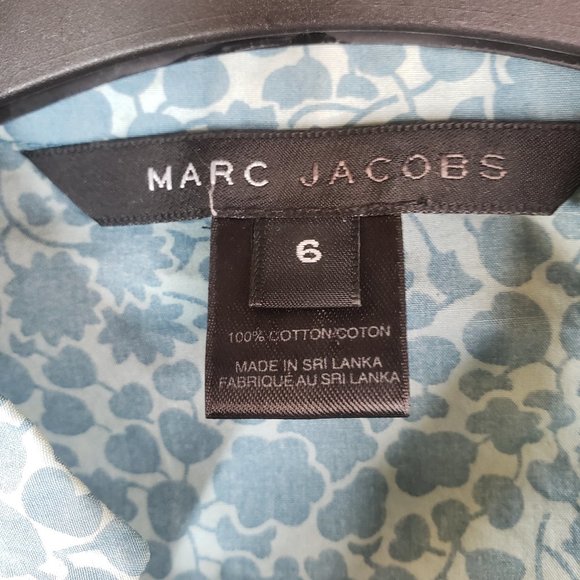 MARC JACOBS
6
100% COTTON/COTON
MADE IN SRI LANKA
FABRIQUÉ AU SRI LANKA